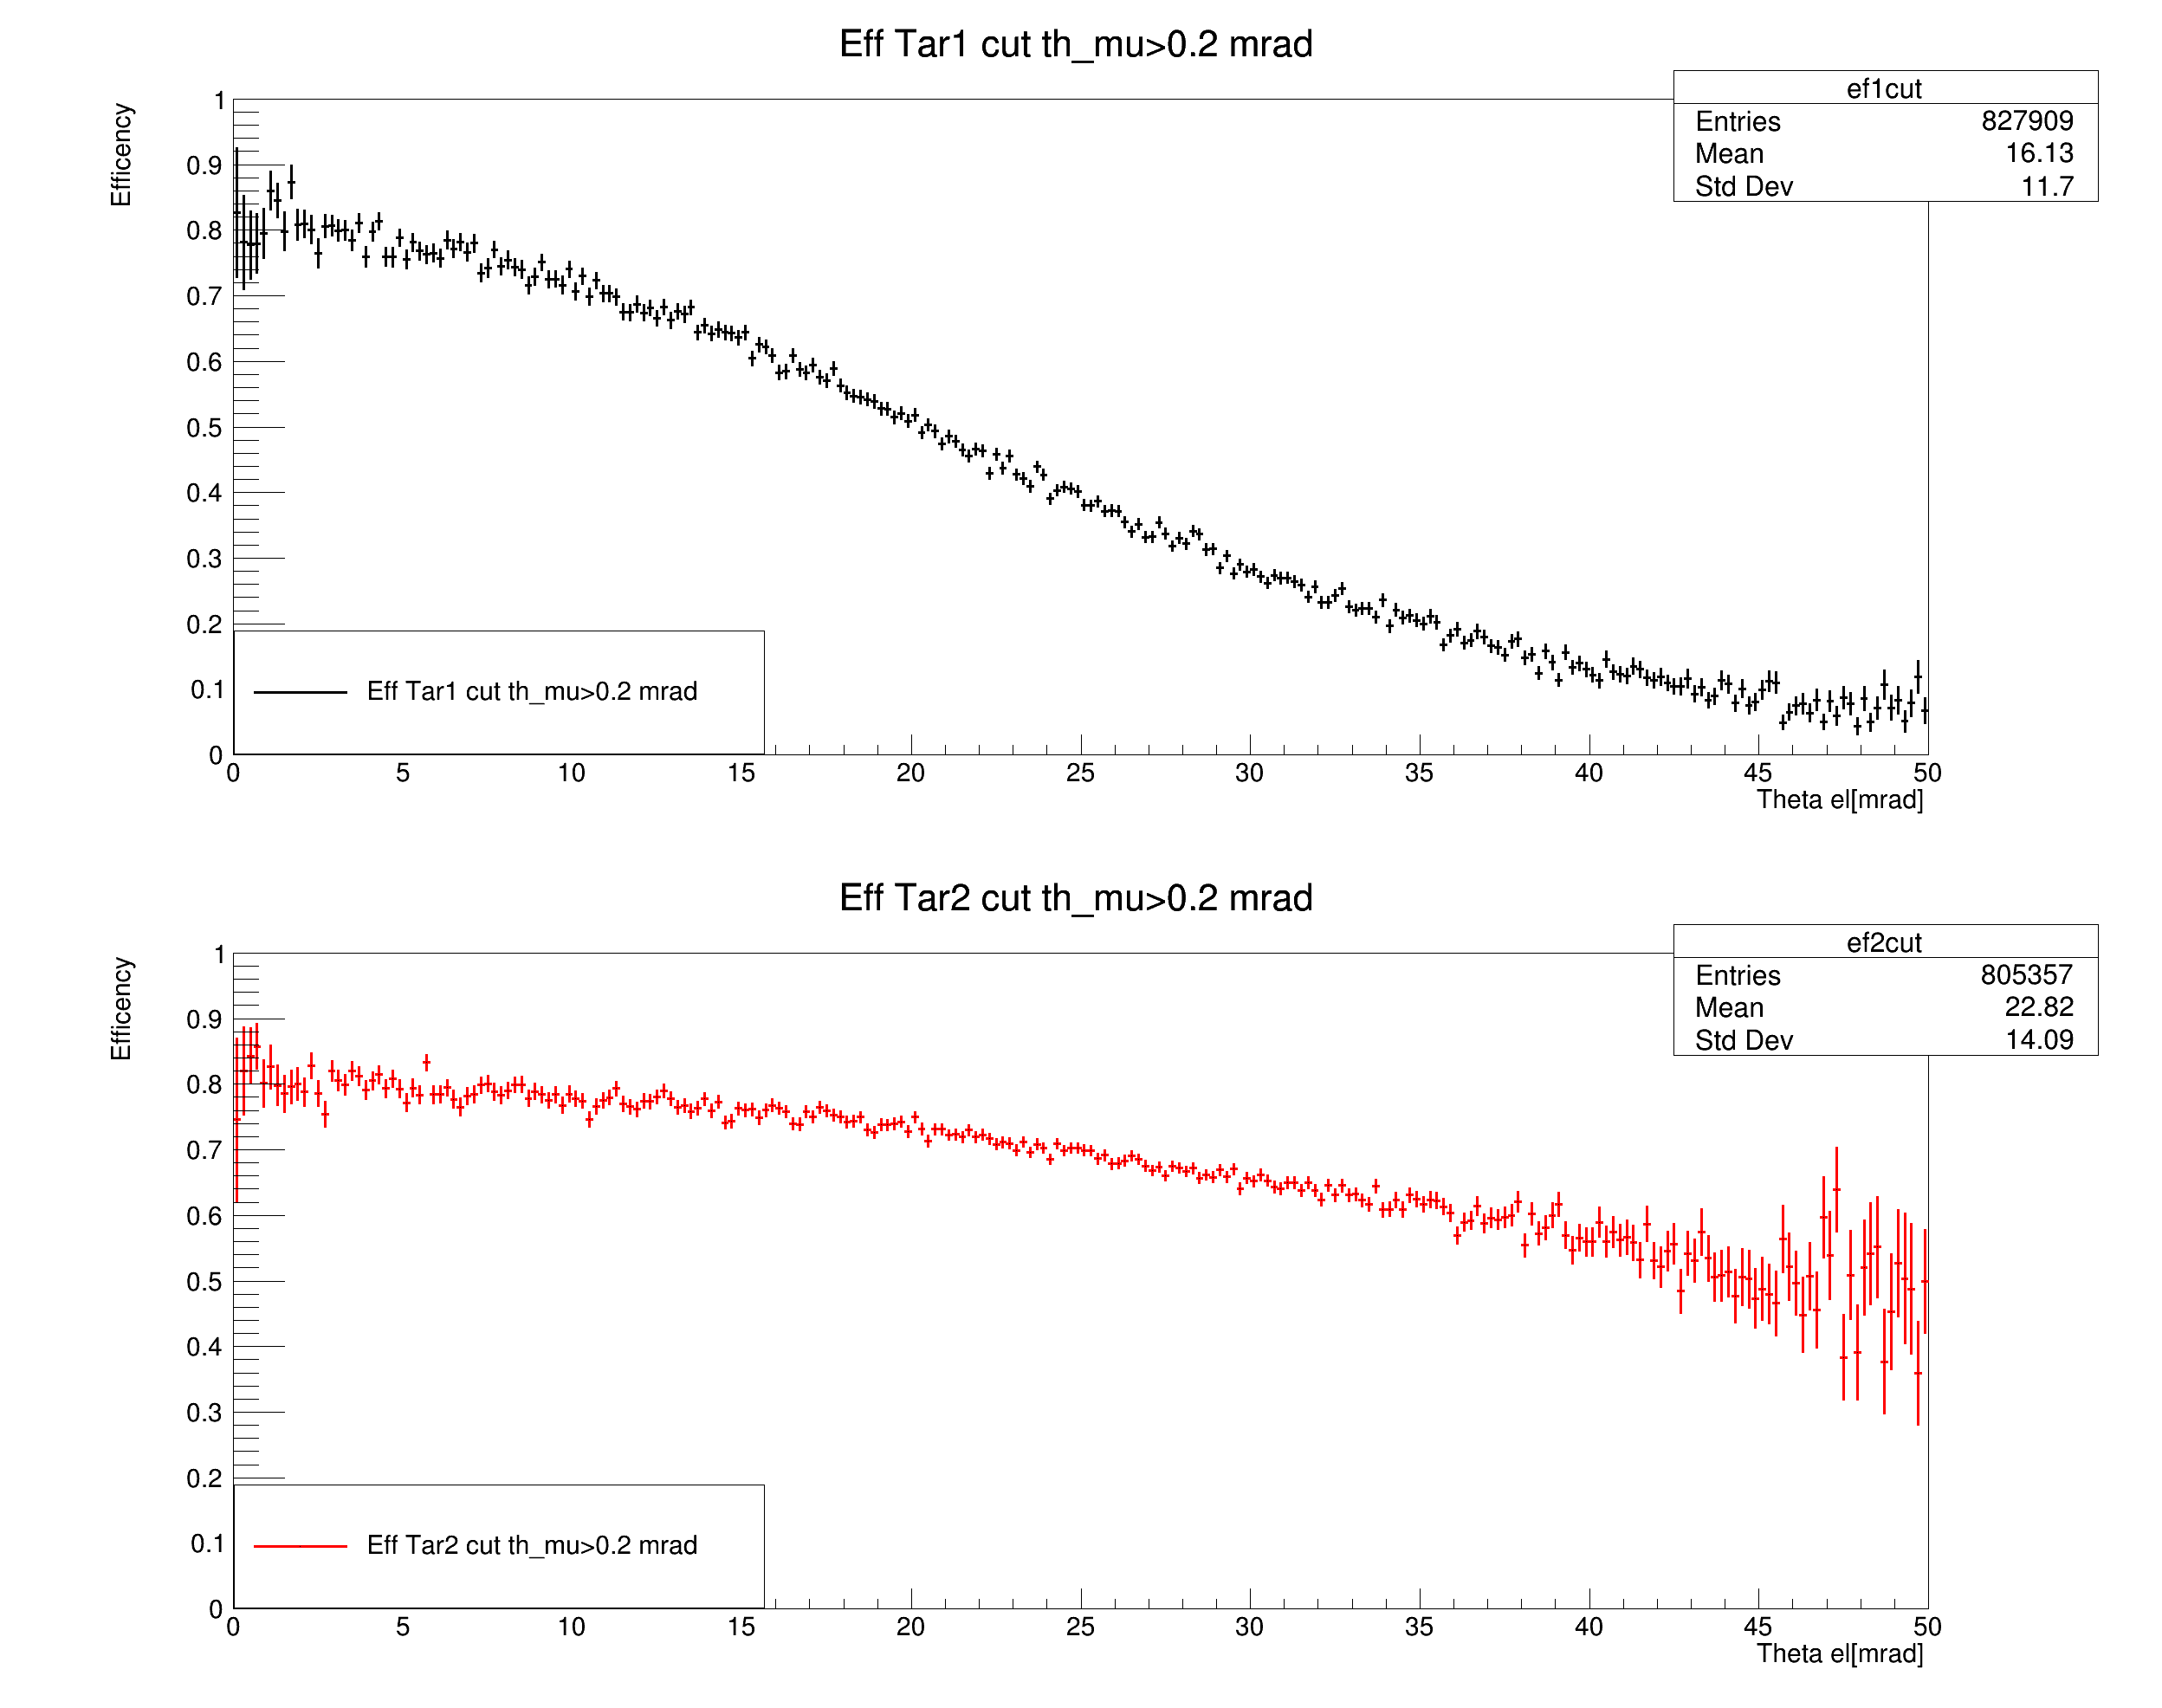 Eff Tar1 cut th_mu>0.2 mrad
Efficency
ef1cut
Entries 827909
Mean 16.13
Std Dev 11.7
1
0.9
0.8
0.7
0.6
0.5
0.4
0.3
0.2
0.1
0
Eff Tar1 cut th_mu>0.2 mrad
0 5 10 15 20 25 30 35 40 45 50
Theta el[mrad]
Eff Tar2 cut th_mu>0.2 mrad
Efficency
ef2cut
Entries 805357
Mean 22.82
Std Dev 14.09
1
0.9
0.8
0.7
0.6
0.5
0.4
0.3
0.2
0.1
0
Eff Tar2 cut th_mu>0.2 mrad
0 5 10 15 20 25 30 35 40 45 50
Theta el[mrad]